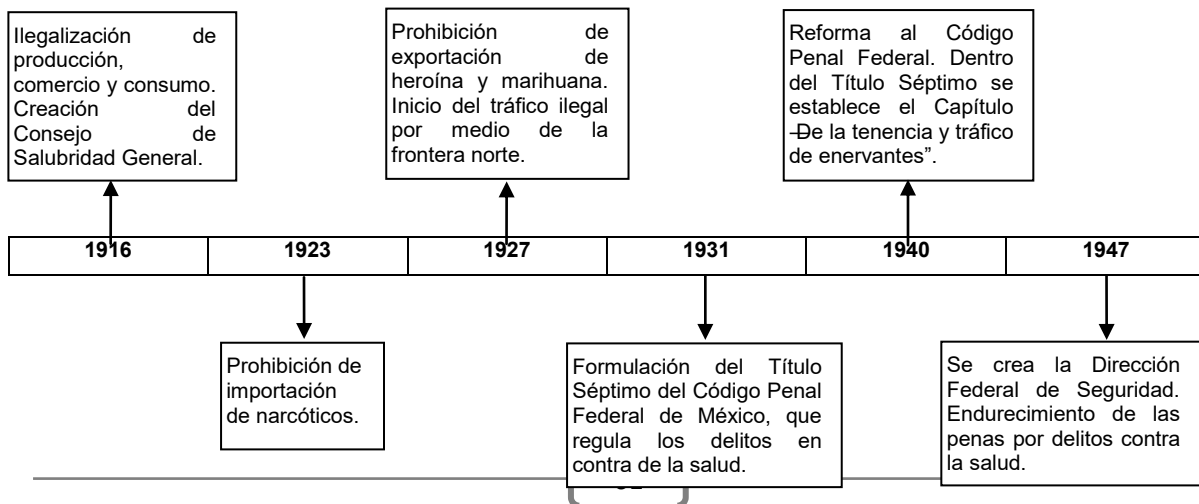 Ilegalización de
producción,
comercio y consumo.
Creación del
Consejo de
Salubridad General.
Prohibición de
exportación de
heroína y marihuana.
Inicio del tráfico ilegal
por medio de la
frontera norte.
Reforma al Código
Penal Federal. Dentro
del Título Séptimo se
establece el Capítulo
―De la tenencia y tráfico
de enervantes”.
1916 1923 1927 1931 1940 1947
Prohibición de
importación
de narcóticos.
Formulación del Título
Séptimo del Código Penal
Federal de México, que
regula los delitos en
contra de la salud.
Se crea la Dirección
Federal de Seguridad.
Endurecimiento de las
penas por delitos contra
la salud.